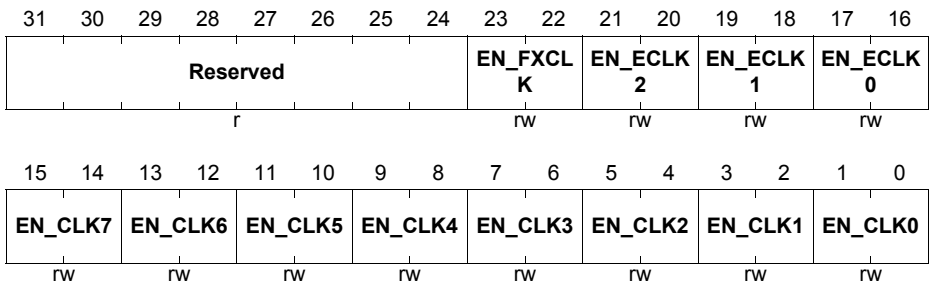 31 30 29 28 27 26 25 24 23 22 21 20 19 18 17 16
Reserved EN_FXCL EN_ECLK EN_ECLK EN_ECLK
K 2 1 0
r rw rw rw rw
15 14 13 12 11 10 9 8 7 6 5 4 3 2 1 0
EN_CLK7 EN_CLK6 EN_CLK5 EN_CLK4 EN_CLK3 EN_CLK2 EN_CLK1 EN_CLK0
rw rw rw rw rw rw rw rw